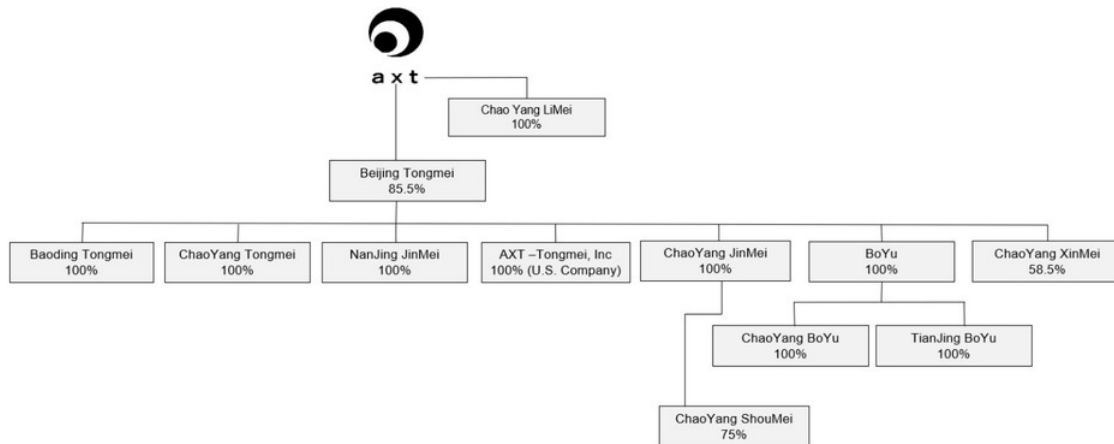 axt
Chao Yang LiMei
100%
Beijing Tongmei
85.5%
Baoding Tongmei
100%
ChaoYang Tongmei
100%
NanJing JinMei
100%
AXT –Tongmei, Inc
100% (U.S. Company)
ChaoYang JinMei
100%
BoYu
100%
ChaoYang XinMei
58.5%
ChaoYang BoYu
100%
TianJing BoYu
100%
ChaoYang ShouMei
75%